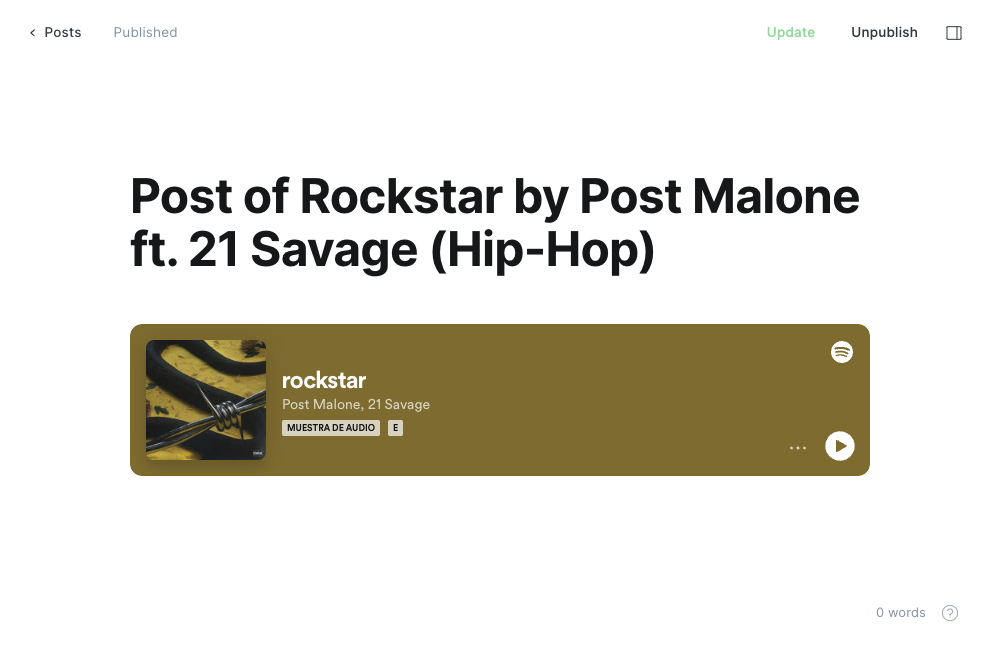 Posts
Published
Update
Unpublish
Post of Rockstar by Post Malone
ft. 21 Savage (Hip-Hop)
rockstar
Post Malone, 21 Savage
MUESTRA DE AUDIO
E
0 words
?